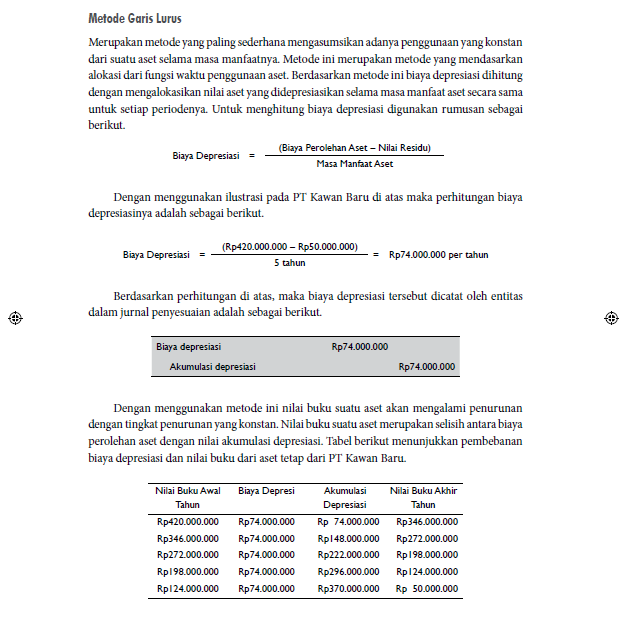 Metode Garis Lurus
Merupakan metode yang paling sederhana mengasumsikan adanya penggunaan yang konstan
dari suatu aset selama masa manfaatnya. Metode ini merupakan metode yang mendasarkan
alokasi dari fungsi waktu penggunaan aset. Berdasarkan metode ini biaya depresiasi dihitung
dengan mengalokasikan nilai aset yang didepresiasikan selama masa manfaat aset secara sama
untuk setiap periodenya. Untuk menghitung biaya depresiasi digunakan rumusan sebagai
berikut.
Biaya Depresiasi = (Biaya Perolehan Aset – Nilai Residu)
Masa Manfaat Aset
Dengan menggunakan ilustrasi pada PT Kawan Baru di atas maka perhitungan biaya
depresiasinya adalah sebagai berikut.
Biaya Depresiasi = (Rp420.000.000 – Rp50.000.000) = Rp74.000.000 per tahun
5 tahun
Berdasarkan perhitungan di atas, maka biaya depresiasi tersebut dicatat oleh entitas
dalam jurnal penyesuaian adalah sebagai berikut.
Biaya depresiasi Rp74.000.000
Akumulasi depresiasi Rp74.000.000
Dengan menggunakan metode ini nilai buku suatu aset akan mengalami penurunan
dengan tingkat penurunan yang konstan. Nilai buku suatu aset merupakan selisih antara biaya
perolehan aset dengan nilai akumulasi depresiasi. Tabel berikut menunjukkan pembebanan
biaya depresiasi dan nilai buku dari aset tetap dari PT Kawan Baru.
Nilai Buku Awal Biaya Depresi Akumulasi Nilai Buku Akhir
Tahun Depresiasi Tahun
Rp420.000.000 Rp74.000.000 Rp 74.000.000 Rp346.000.000
Rp346.000.000 Rp74.000.000 Rp148.000.000 Rp272.000.000
Rp272.000.000 Rp74.000.000 Rp222.000.000 Rp198.000.000
Rp198.000.000 Rp74.000.000 Rp296.000.000 Rp124.000.000
Rp124.000.000 Rp74.000.000 Rp370.000.000 Rp 50.000.000